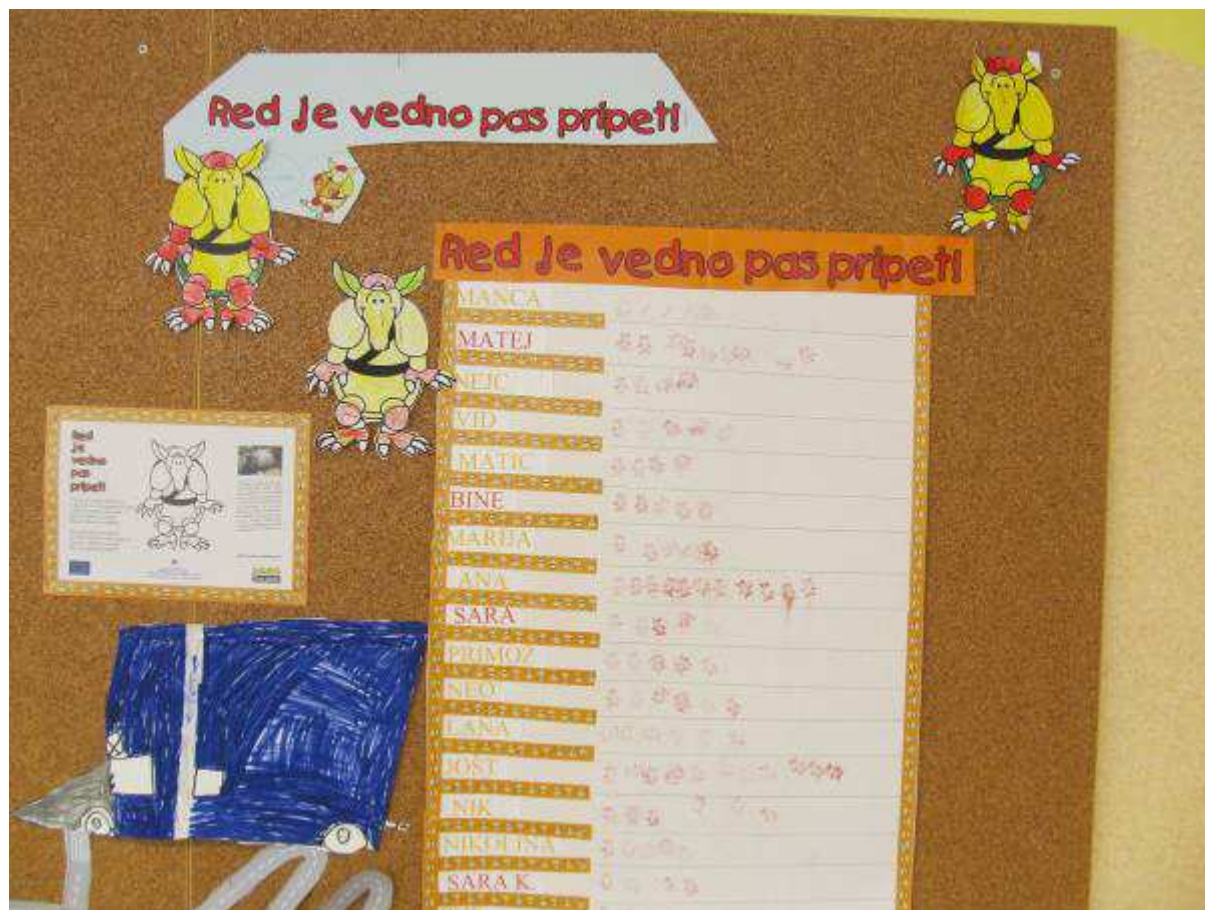 Red je vedno pas pripet!
Red je vedno pas pripet!
MANCA
MATEJ
NEJC
VID
MATIC
BINE
MARIJA
ANA
SARA
PRIMOŽ
NEO
LANA
JOŠT
NIK
NIKOLINA
SARA K.
Red
je
vedno
pas
pripet!